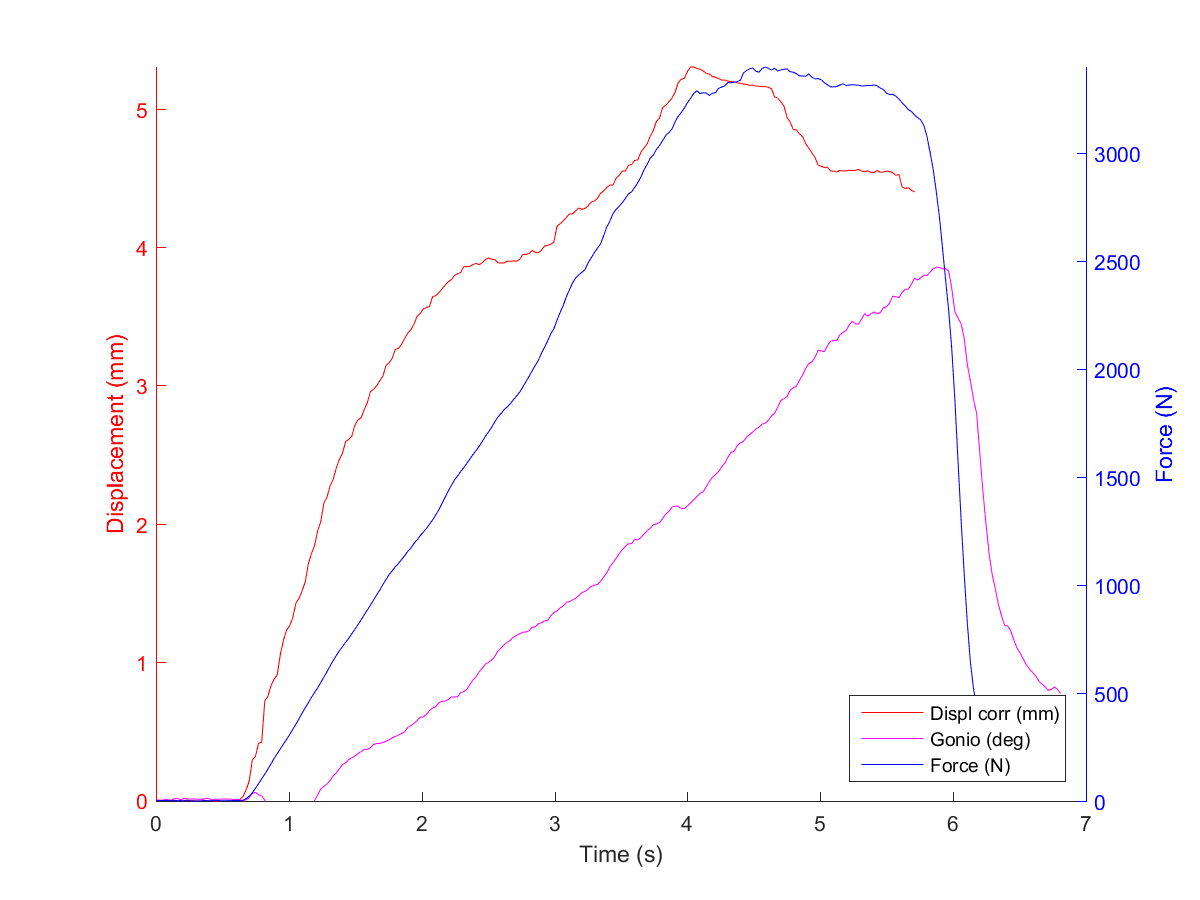 5
4
3
2
1
0
Displacement (mm)
3000
2500
2000
1500
1000
500
0
Force (N)
Displ corr (mm)
Gonio (deg)
Force (N)
0 1 2 3 4 5 6 7
Time (s)